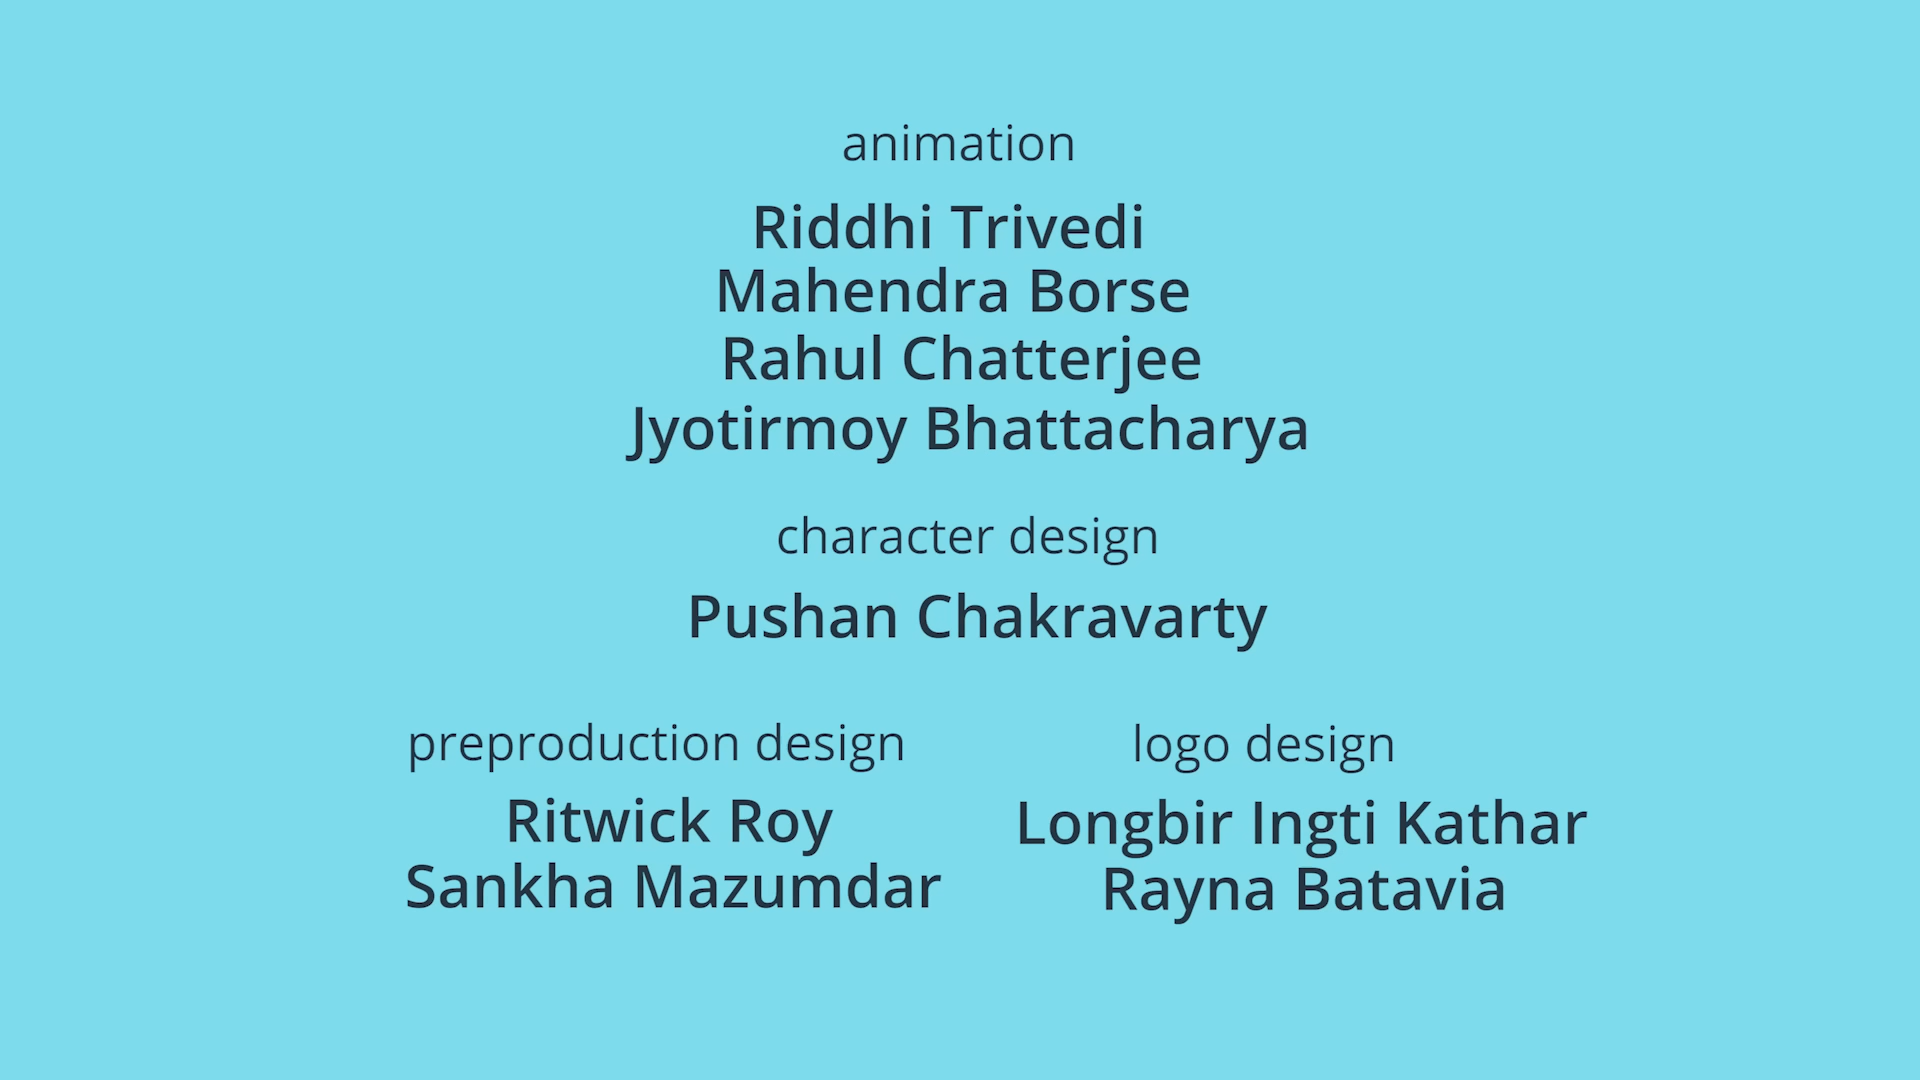 animation
Riddhi Trivedi
Mahendra Borse
Rahul Chatterjee
Jyotirmoy Bhattacharya
character design
Pushan Chakravarty
preproduction design
Ritwick Roy
Sankha Mazumdar
logo design
Longbir Ingti Kathar
Rayna Batavia